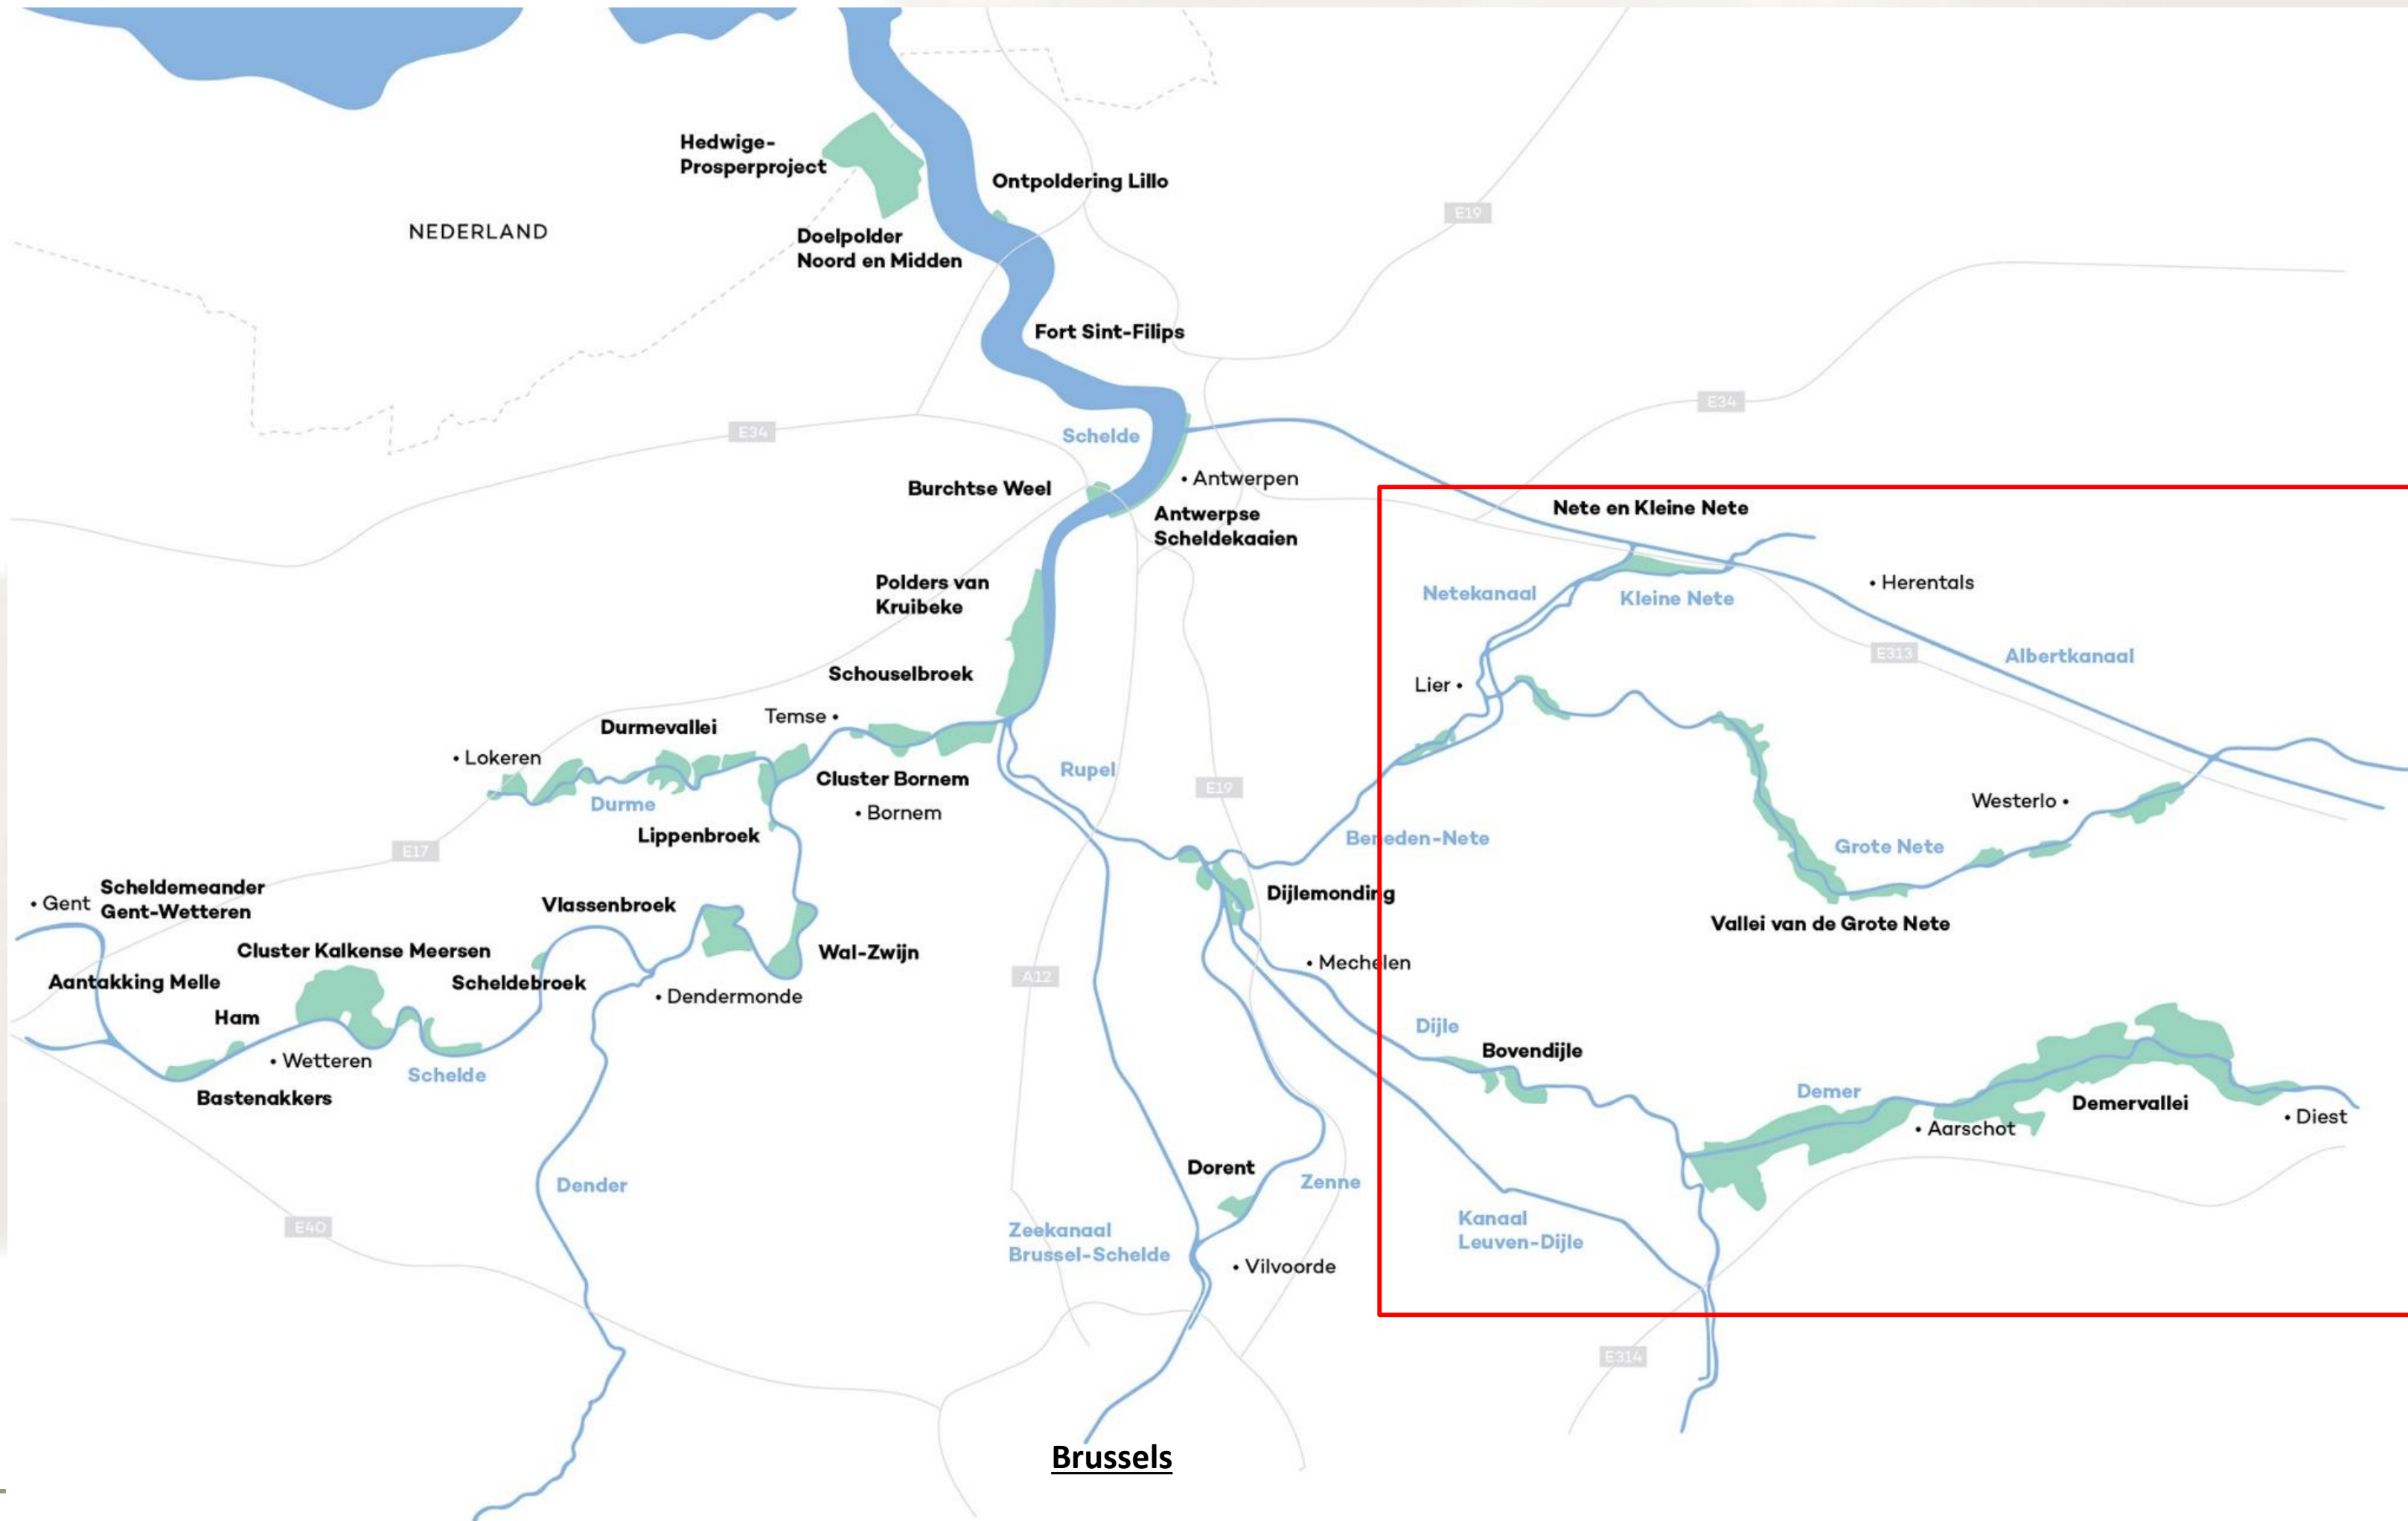 Hedwige-
Prosperproject
Ontpoldering Lillo
NEDERLAND
E19
Doelpolder
Noord en Midden
Fort Sint-Filips
E34
E34
Schelde
Antwerpen
Burchtse Weel
Antwerpse
Scheldekaaien
Nete en Kleine Nete
Polders van
Kruibeke
Netekanaal
Kleine Nete
Herentals
E313
Albertkanaal
Schouselbroek
Lier
Temse
Durmevallei
Lokeren
Rupel
Cluster Bornem
E19
Durme
Bornem
Westerlo
Lippenbroek
Beneden-Nete
Grote Nete
E17
Scheldemeander
Gent-Wetteren
Gent
Vlassenbroek
Dijlemonding
Vallei van de Grote Nete
Cluster Kalkense Meersen
Wal-Zwijn
Mechelen
Aantakking Melle
Scheldebroek
A12
Dendermonde
Ham
Dijle
Bovendijle
Wetteren
Schelde
Demer
Demervallei
Bastenakkers
Aarschot
Diest
Dorent
Dender
Zenne
E40
Zeekanaal
Brussel-Schelde
Kanaal
Leuven-Dijle
Vilvoorde
E314
Brussels